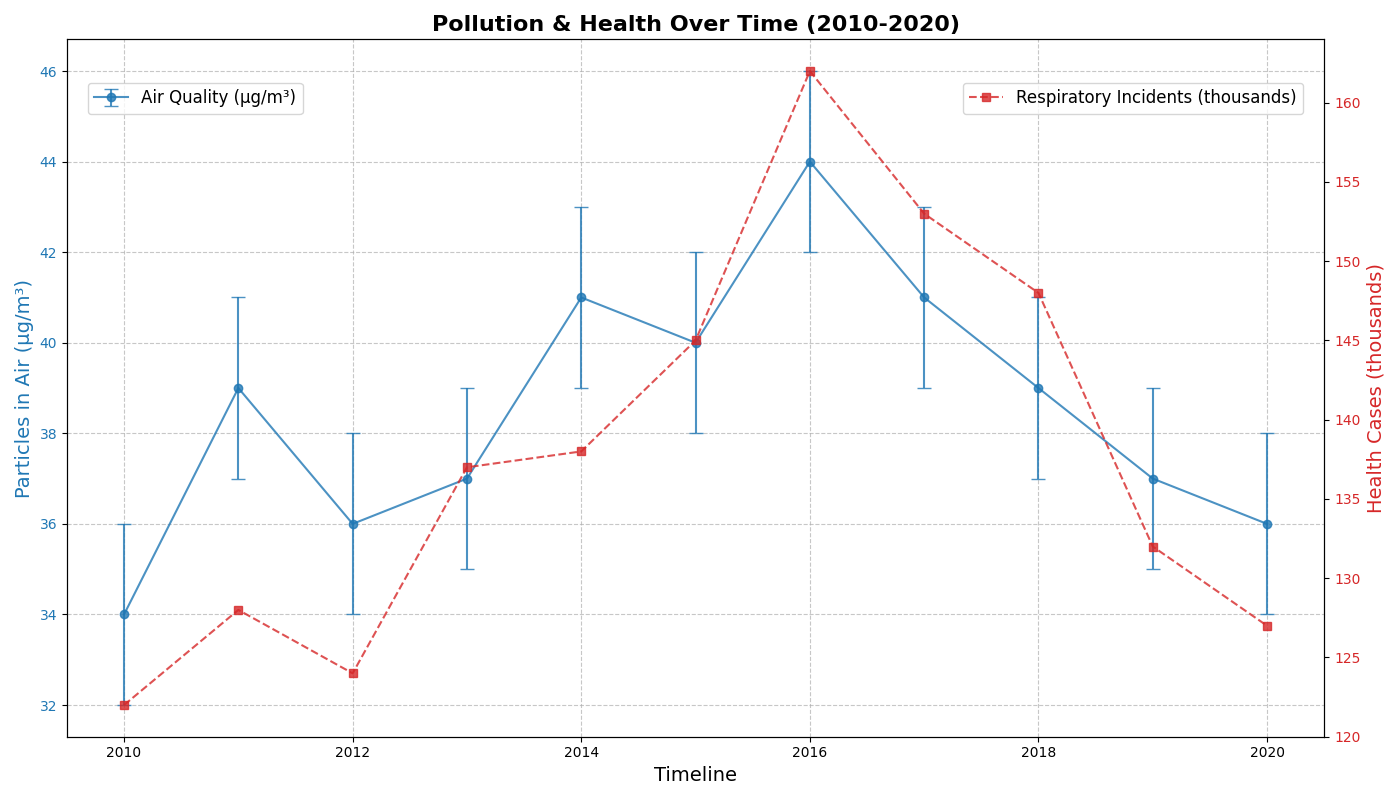 Pollution & Health Over Time (2010-2020)
Air Quality (µg/m³)
Respiratory Incidents (thousands)
Particles in Air (µg/m³)
46
44
42
40
38
36
34
32
Health Cases (thousands)
160
155
150
145
140
135
130
125
120
2010 2012 2014 2016 2018 2020
Timeline